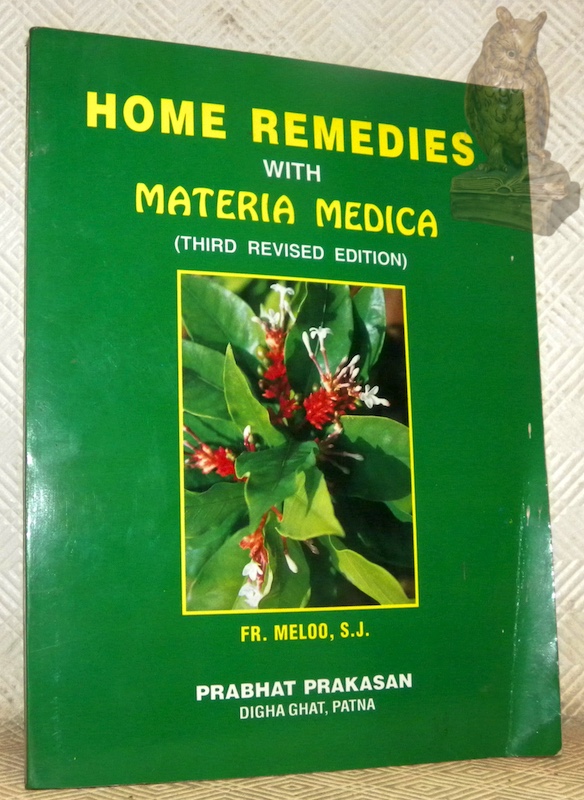 HOME REMEDIES
WITH
MATERIA MEDICA
(THIRD REVISED EDITION)
FR. MELOO, S.J.
PRABHAT PRAKASAN
DIGHA GHAT, PATNA